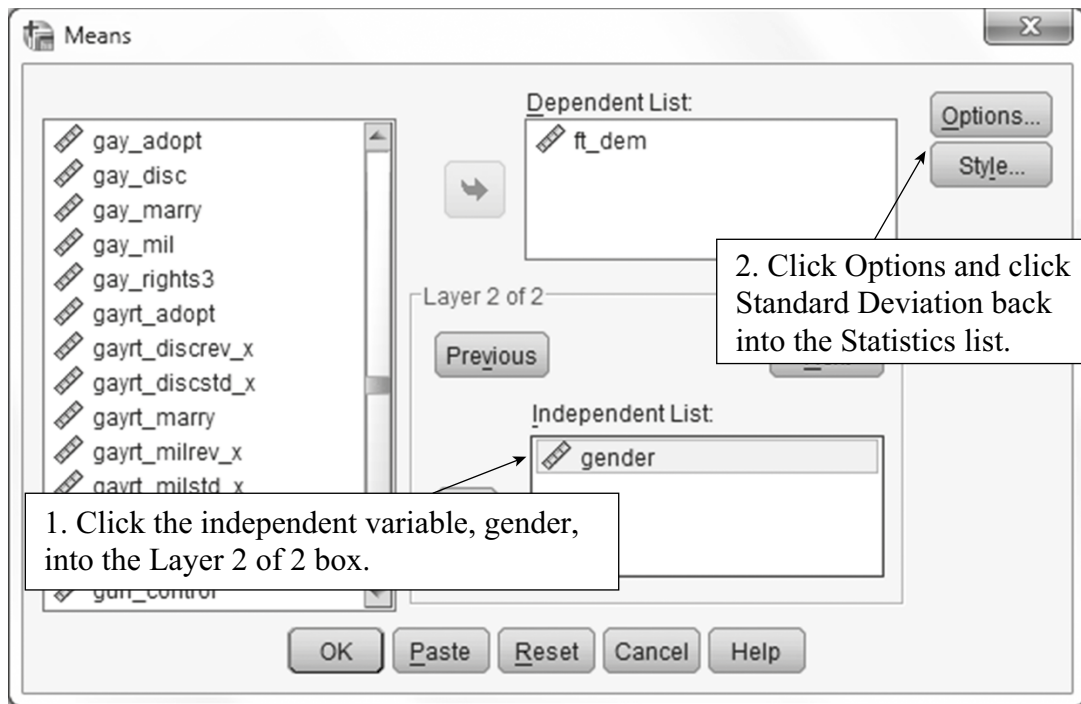 Means
Dependent List:
ft_dem
Options...
Style...
gay_adopt
gay_disc
gay_marry
gay_mil
gay_rights3
gayrt_adopt
gayrt_discrev_x
gayrt_discstd_x
gayrt_marry
gayrt_milrev_x
gayrt_milstd_x
gun_control
2. Click Options and click
Standard Deviation back
into the Statistics list.
Layer 2 of 2
Previous
Independent List:
gender
1. Click the independent variable, gender,
into the Layer 2 of 2 box.
OK
Paste
Reset
Cancel
Help